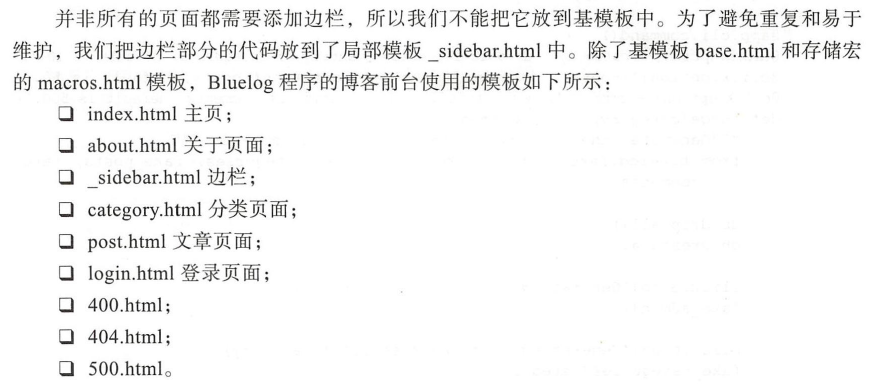 并非所有的页面都需要添加边栏，所以我们不能把它放到基模板中。为了避免重复和易于
维护，我们把边栏部分的代码放到了局部模板 _sidebar.html 中。除了基模板 base.html 和存储宏
的 macros.html 模板，Bluelog 程序的博客前台使用的模板如下所示：
❑ index.html 主页；
❑ about.html 关于页面；
❑ _sidebar.html 边栏；
❑ category.html 分类页面；
❑ post.html 文章页面；
❑ login.html 登录页面；
❑ 400.html；
❑ 404.html；
❑ 500.html。